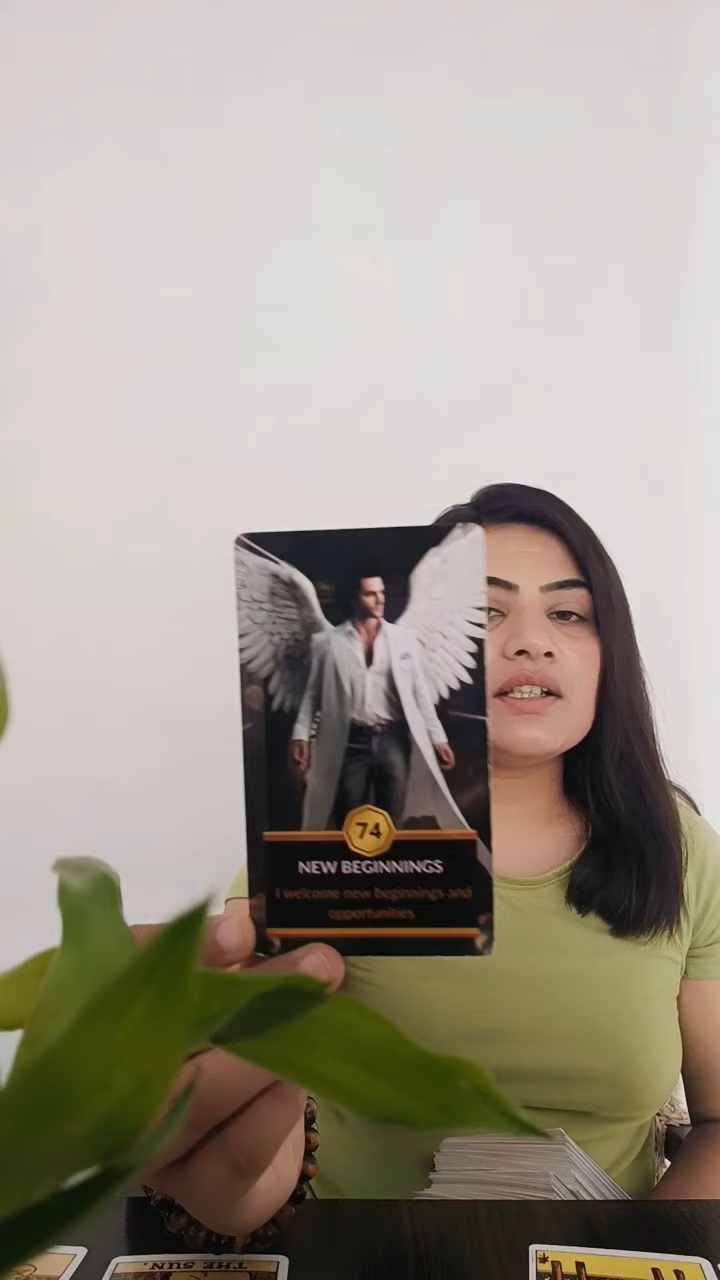 74
NEW BEGINNINGS
I welcome new beginnings and
opportunities
THE SUN.